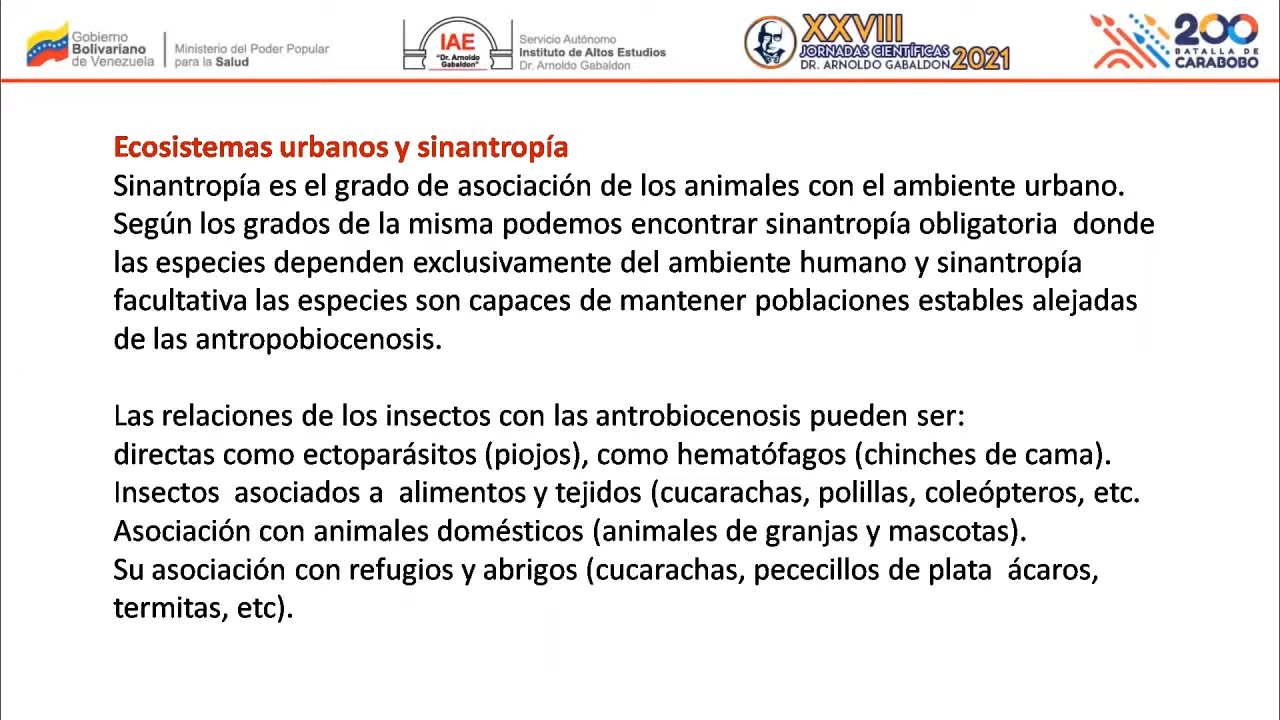 Gobierno
Bolivariano
de Venezuela
Ministerio del Poder Popular
para la Salud
IAE
"Dr. Arnoldo
Gabaldon"
Servicio Autónomo
Instituto de Altos Estudios
Dr. Arnoldo Gabaldon
XXVIII
JORNADAS CIENTÍFICAS
DR. ARNOLDO GABALDON 2021
200
BATALLA DE
CARABOBO
Ecosistemas urbanos y sinantropía
Sinantropía es el grado de asociación de los animales con el ambiente urbano.
Según los grados de la misma podemos encontrar sinantropía obligatoria  donde
las especies dependen exclusivamente del ambiente humano y sinantropía
facultativa las especies son capaces de mantener poblaciones estables alejadas
de las antropobiocenosis.
Las relaciones de los insectos con las antrobiocenosis pueden ser:
directas como ectoparásitos (piojos), como hematófagos (chinches de cama).
Insectos  asociados a  alimentos y tejidos (cucarachas, polillas, coleópteros, etc.
Asociación con animales domésticos (animales de granjas y mascotas).
Su asociación con refugios y abrigos (cucarachas, pececillos de plata  ácaros,
termitas, etc).